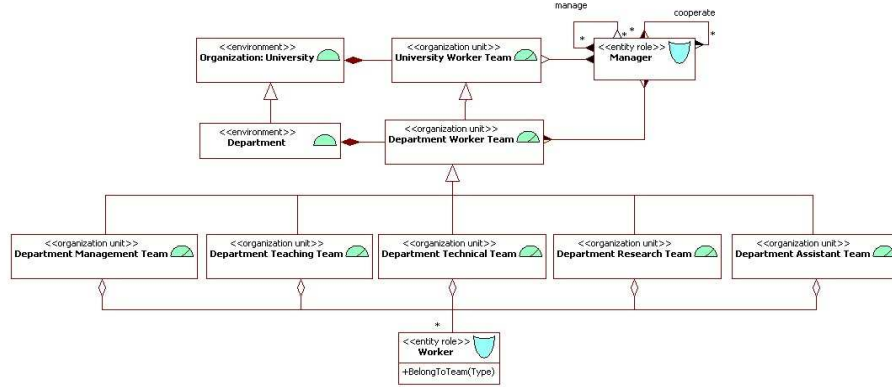 manage
cooperate
*
*
*
*
<<environment>>
Organization: University
<<organization unit>>
University Worker Team
<<entity role>>
Manager
<<environment>>
Department
<<organization unit>>
Department Worker Team
<<organization unit>>
Department Management Team
<<organization unit>>
Department Teaching Team
<<organization unit>>
Department Technical Team
<<organization unit>>
Department Research Team
<<organization unit>>
Department Assistant Team
*
<<entity role>>
Worker
+BelongToTeam(Type)